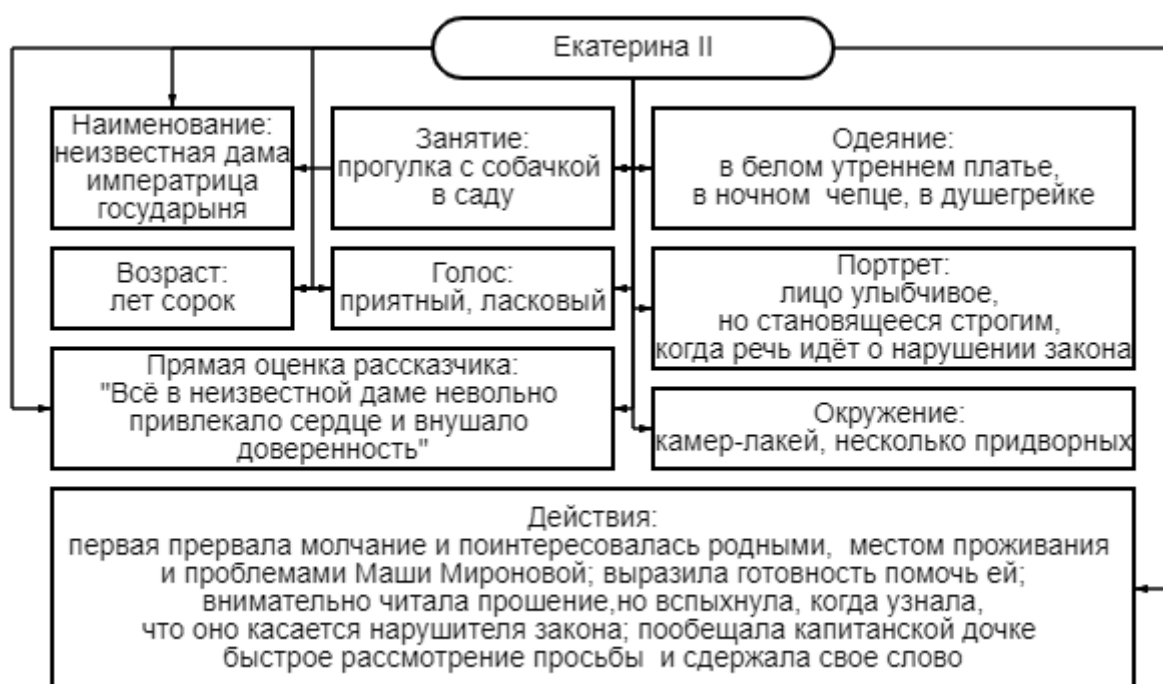 Екатерина II
Наименование:
неизвестная дама
императрица
государыня
Занятие:
прогулка с собачкой
в саду
Одеяние:
в белом утреннем платье,
в ночном чепце, в душегрейке
Возраст:
лет сорок
Голос:
приятный, ласковый
Портрет:
лицо улыбчивое,
но становящееся строгим,
когда речь идёт о нарушении закона
Прямая оценка рассказчика:
"Всё в неизвестной даме невольно
привлекало сердце и внушало
доверенность"
Окружение:
камер-лакей, несколько придворных
Действия:
первая прервала молчание и поинтересовалась родными, местом проживания
и проблемами Маши Мироновой; выразила готовность помочь ей;
внимательно читала прошение,но вспыхнула, когда узнала,
что оно касается нарушителя закона; пообещала капитанской дочке
быстрое рассмотрение просьбы и сдержала свое слово